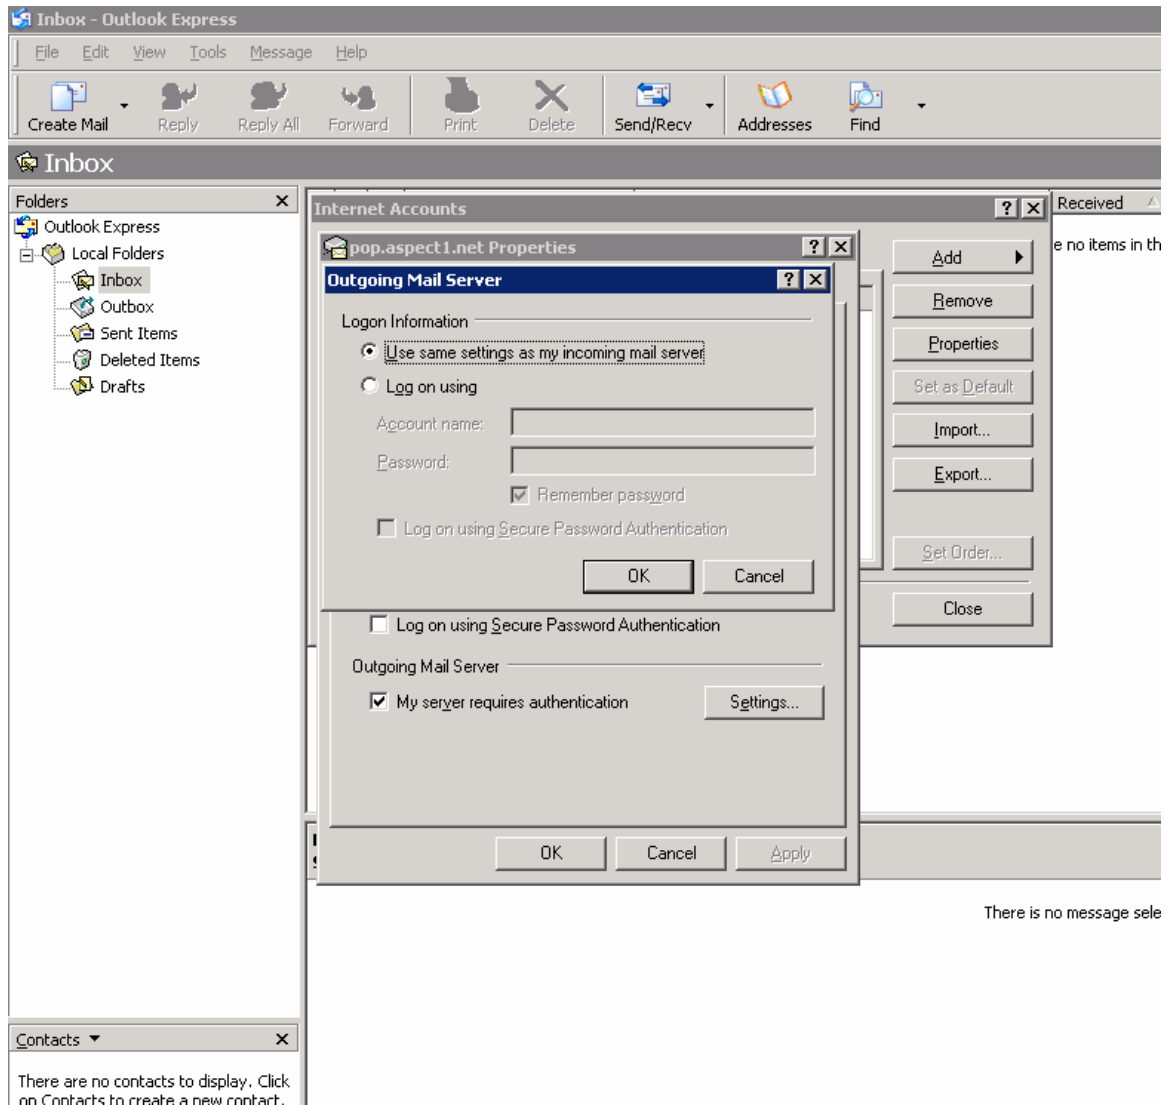 Inbox - Outlook Express
File Edit View Tools Message Help
Create Mail Reply Reply All Forward Print Delete Send/Recv Addresses Find
Inbox
Folders
Outlook Express
Local Folders
Inbox
Outbox
Sent Items
Deleted Items
Drafts
Internet Accounts
Received
e no items in th
pop.aspect1.net Properties
Outgoing Mail Server
Logon Information
Use same settings as my incoming mail server
Log on using
Account name:
Password:
Remember password
Log on using Secure Password Authentication
OK Cancel
Add
Remove
Properties
Set as Default
Import...
Export...
Set Order...
Close
Log on using Secure Password Authentication
Outgoing Mail Server
My server requires authentication
Settings...
OK Cancel Apply
There is no message sele
Contacts
There are no contacts to display. Click
on Contacts to create a new contact.